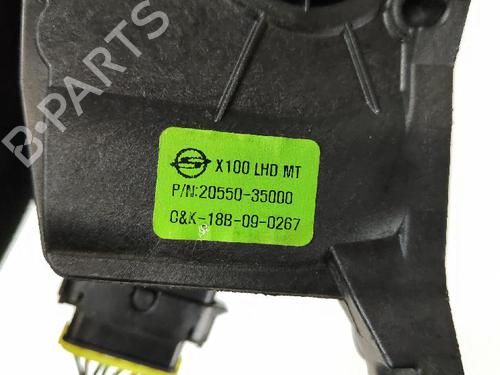 B-PARTS
X100 LHD MT
P/N:20550-35000
C&K-18B-09-0267